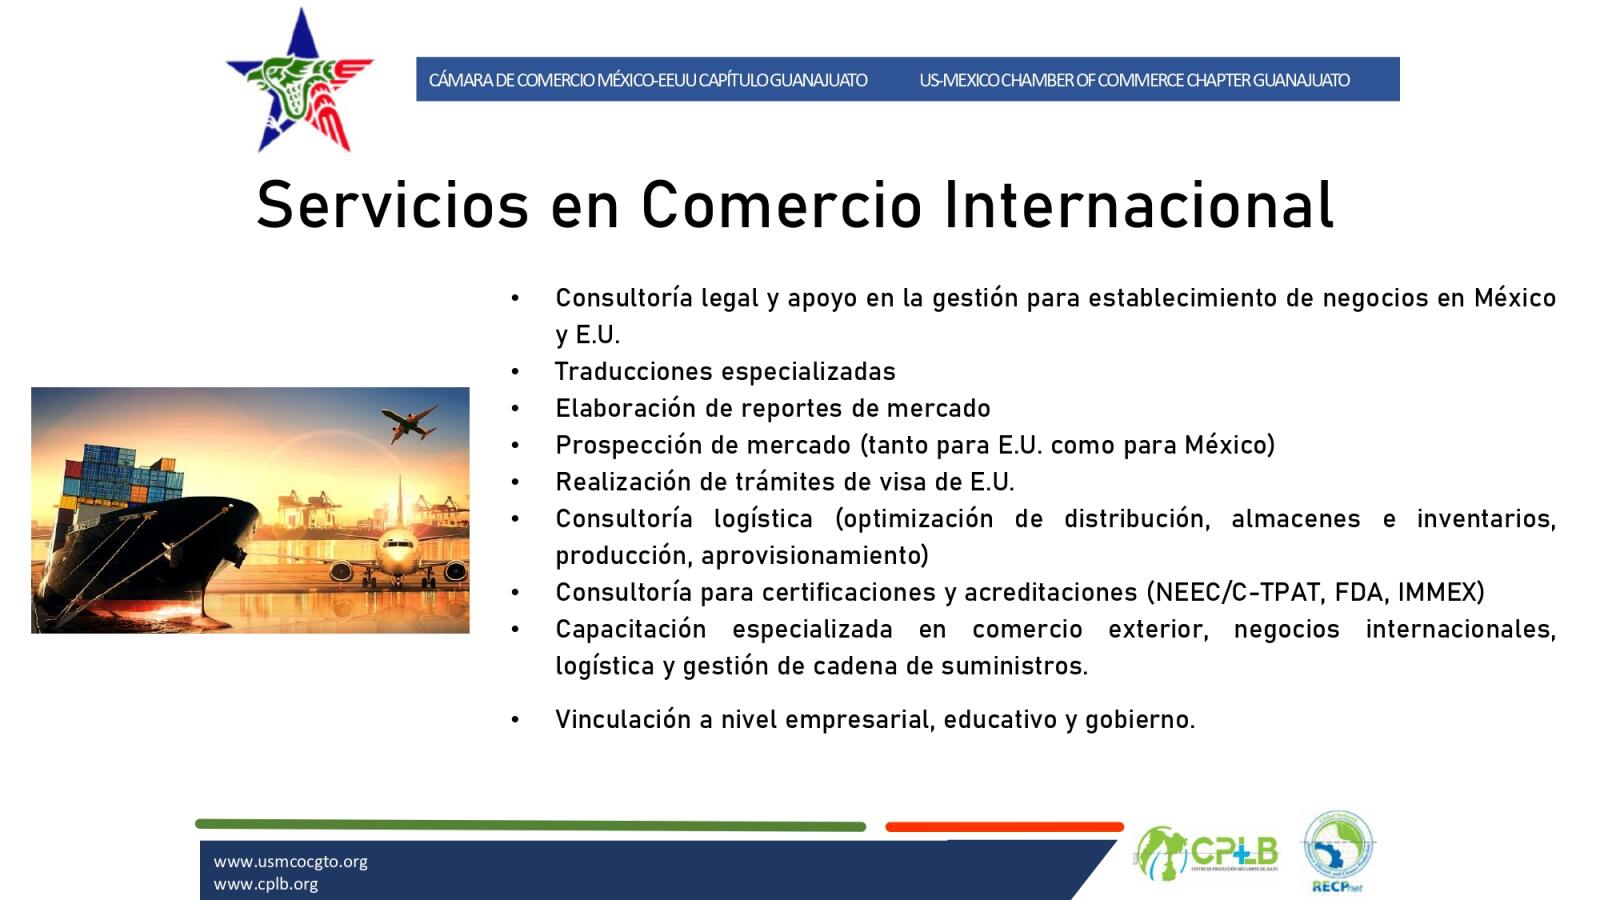 CÁMARA DE COMERCIO MÉXICO-EEUU CAPÍTULO GUANAJUATO US-MEXICO CHAMBER OF COMMERCE CHAPTER GUANAJUATO
Servicios en Comercio Internacional
• Consultoría legal y apoyo en la gestión para establecimiento de negocios en México
y E.U.
• Traducciones especializadas
• Elaboración de reportes de mercado
• Prospección de mercado (tanto para E.U. como para México)
• Realización de trámites de visa de E.U.
• Consultoría logística (optimización de distribución, almacenes e inventarios,
producción, aprovisionamiento)
• Consultoría para certificaciones y acreditaciones (NEEC/C-TPAT, FDA, IMMEX)
• Capacitación especializada en comercio exterior, negocios internacionales,
logística y gestión de cadena de suministros.
• Vinculación a nivel empresarial, educativo y gobierno.
www.usmcocgto.org
www.cplb.org
CPLB
RECPnet